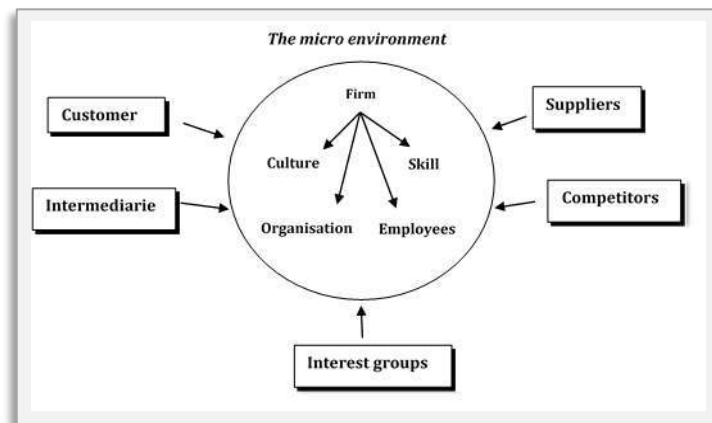 The micro environment
Firm
Customer
Suppliers
Culture
Skill
Intermediarie
Competitors
Organisation
Employees
Interest groups